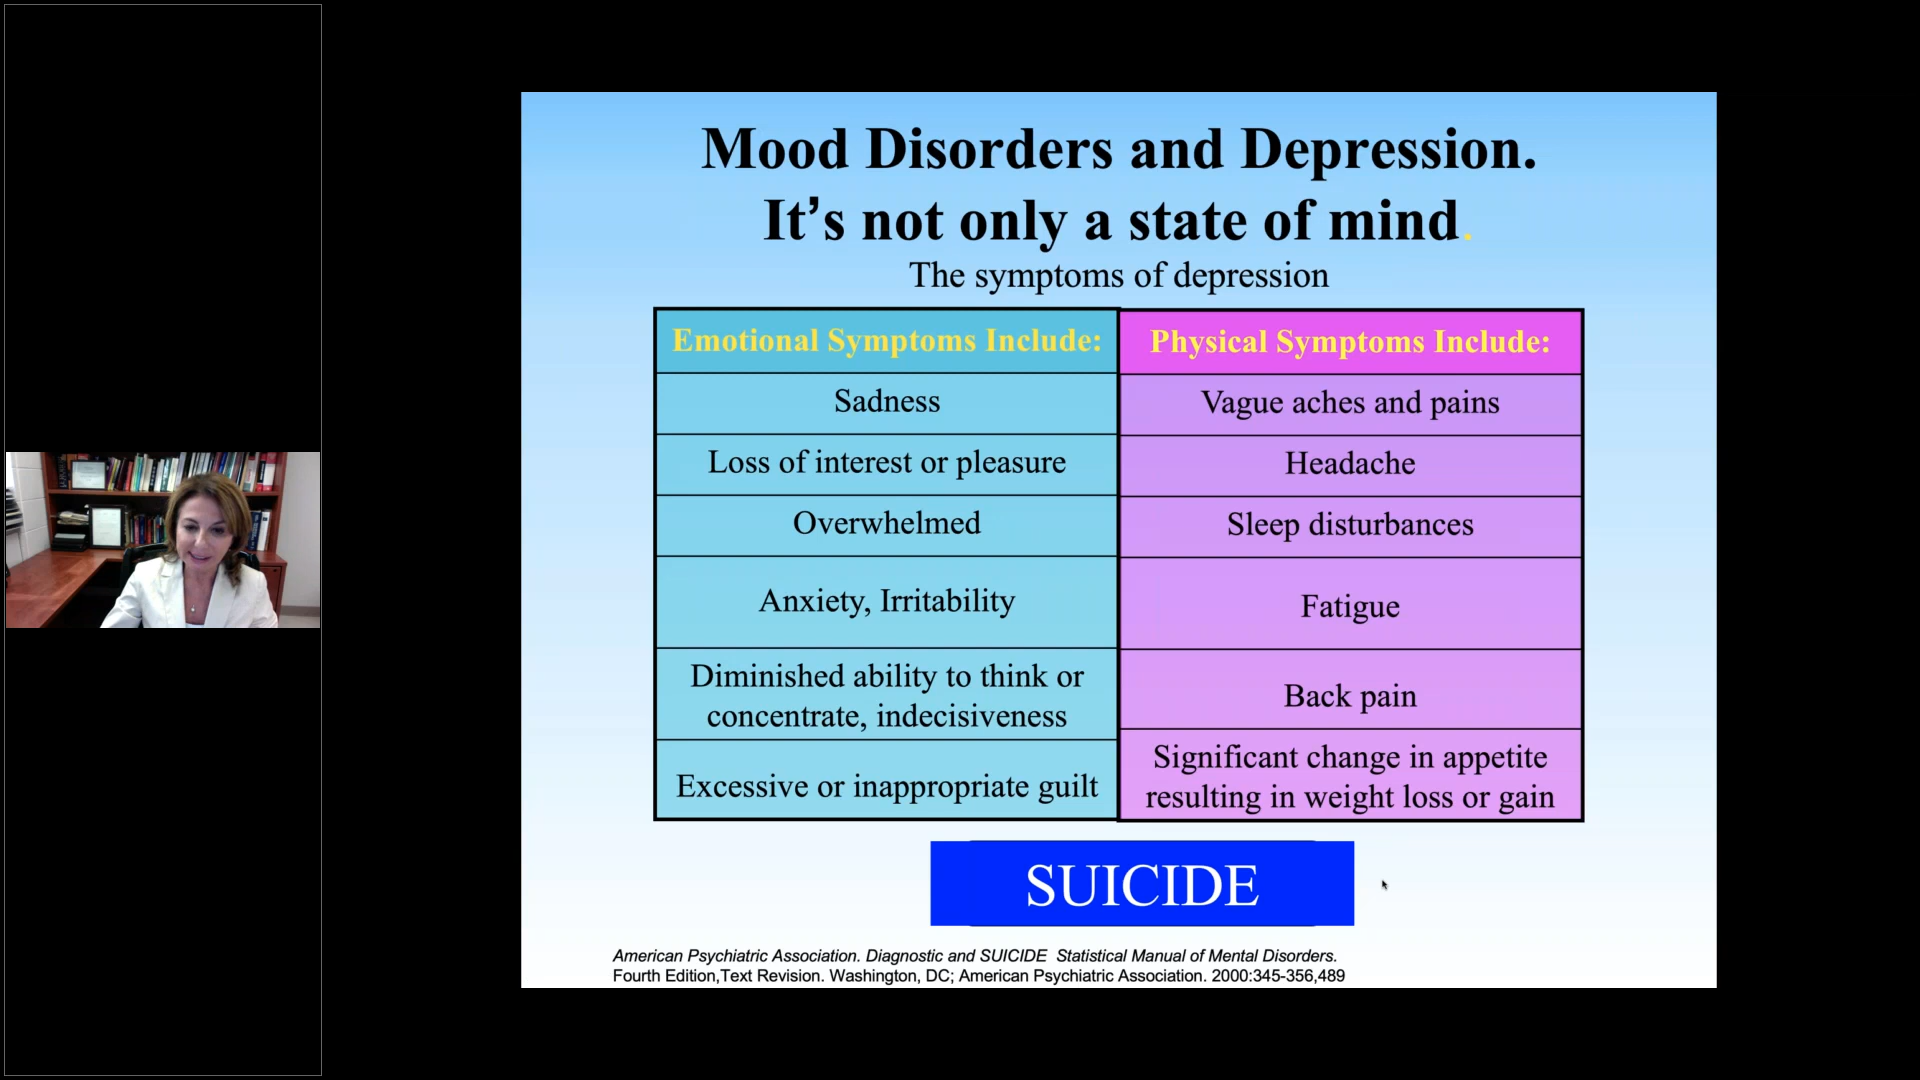 Mood Disorders and Depression.
It’s not only a state of mind.
The symptoms of depression
Emotional Symptoms Include:
Sadness
Loss of interest or pleasure
Overwhelmed
Anxiety, Irritability
Diminished ability to think or
concentrate, indecisiveness
Excessive or inappropriate guilt
Physical Symptoms Include:
Vague aches and pains
Headache
Sleep disturbances
Fatigue
Back pain
Significant change in appetite
resulting in weight loss or gain
SUICIDE
American Psychiatric Association. Diagnostic and SUICIDE Statistical Manual of Mental Disorders.
Fourth Edition,Text Revision. Washington, DC; American Psychiatric Association. 2000:345-356,489